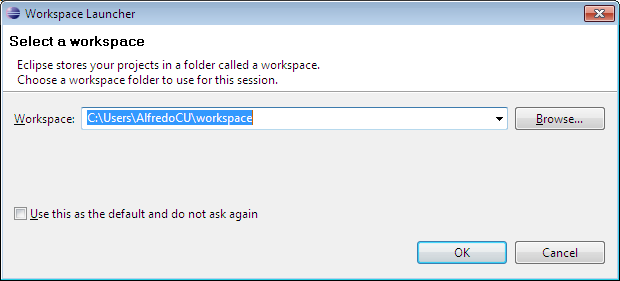 Workspace Launcher
Select a workspace
Eclipse stores your projects in a folder called a workspace.
Choose a workspace folder to use for this session.
Workspace: C:\Users\AlfredoCU\workspace Browse...
Use this as the default and do not ask again
OK Cancel